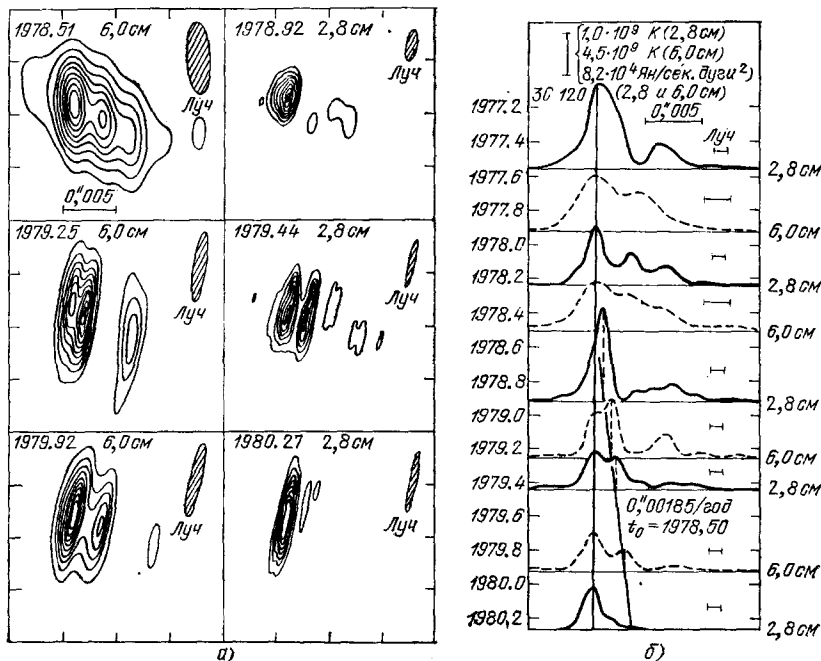 1978.51 6,0 см
Луч
0,"005
1978.92 2,8 см
1979.25 6,0 см
Луч
1979.44 2,8 см
Луч
1979.92 6,0 см
Луч
1980.27 2,8 см
а)
1,0·10⁹ К (2,8 см)
4,5·10⁹ К (6,0 см)
8,2·10⁴ Ян/сек. дуги²)
3С 120 (2,8 и 6,0 см)
0,"005
Луч
1977.2
1977.4
2,8 см
1977.6
1977.8
6,0 см
1978.0
1978.2
2,8 см
1978.4
6,0 см
1978.6
1978.8
2,8 см
1979.0
1979.2
6,0 см
1979.4
2,8 см
0,"00185/год
t₀=1978,50
1979.6
1979.8
6,0 см
1980.0
1980.2
2,8 см
б)